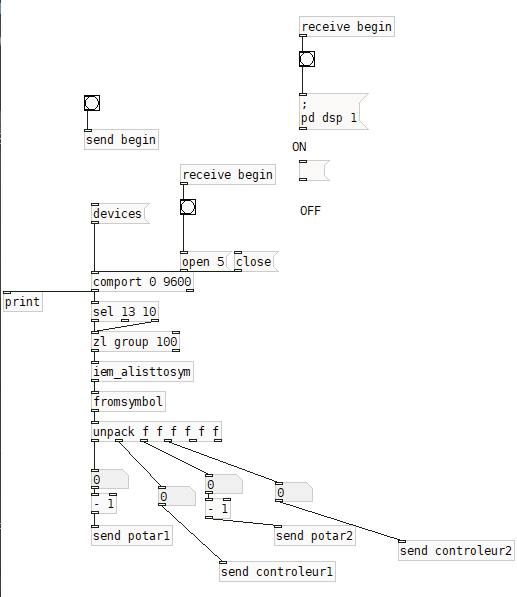 receive begin
;
pd dsp 1
send begin
ON
receive begin
devices
OFF
open 5
close
comport 0 9600
print
sel 13 10
zl group 100
iem_alisttosym
fromsymbol
unpack f f f f f f
0
0
0
0
- 1
- 1
send potar1
send potar2
send controleur2
send controleur1